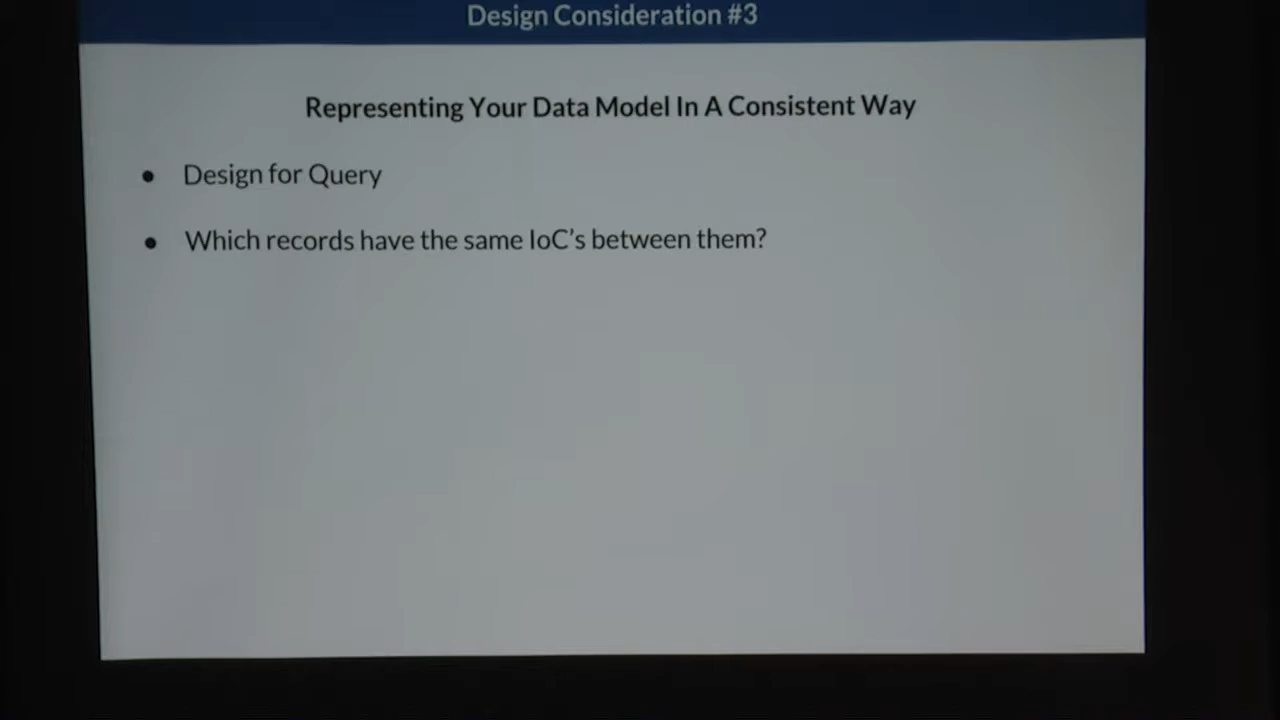 Design Consideration #3
Representing Your Data Model In A Consistent Way
● Design for Query
● Which records have the same IoC's between them?